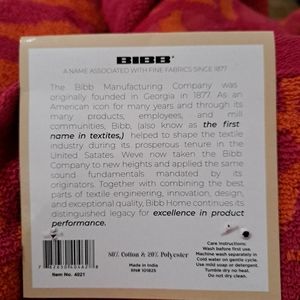 BIBB
A NAME ASSOCIATED WITH FINE FABRICS SINCE 1877
The Bibb Manufacturing Company was
originally founded in Georgia in 1877. As an
American icon for many years and through its
many products, employees, and mill
communities, Bibb, (also know as the first
name in textites,) helped to shape the textile
industry during its prosperous tenure in the
United Satates. Weve now taken the Bibb
Company to new heights and applied the same
sound fundamentals mandated by its
originators. Together with combining the best
parts of textile engineering, innovation, design,
and exceptional quality, Bibb Home continues its
distinguished legacy for excellence in product
performance.
Item No. 4021
80% Cotton & 20% Polyester
Made in India
RN# 101825
Care Instructions:
Wash before first use.
Machine wash separately in
Cold water on gentle cycle.
Use mild soap or detergent.
Tumble dry no heat.
Do not dry clean.